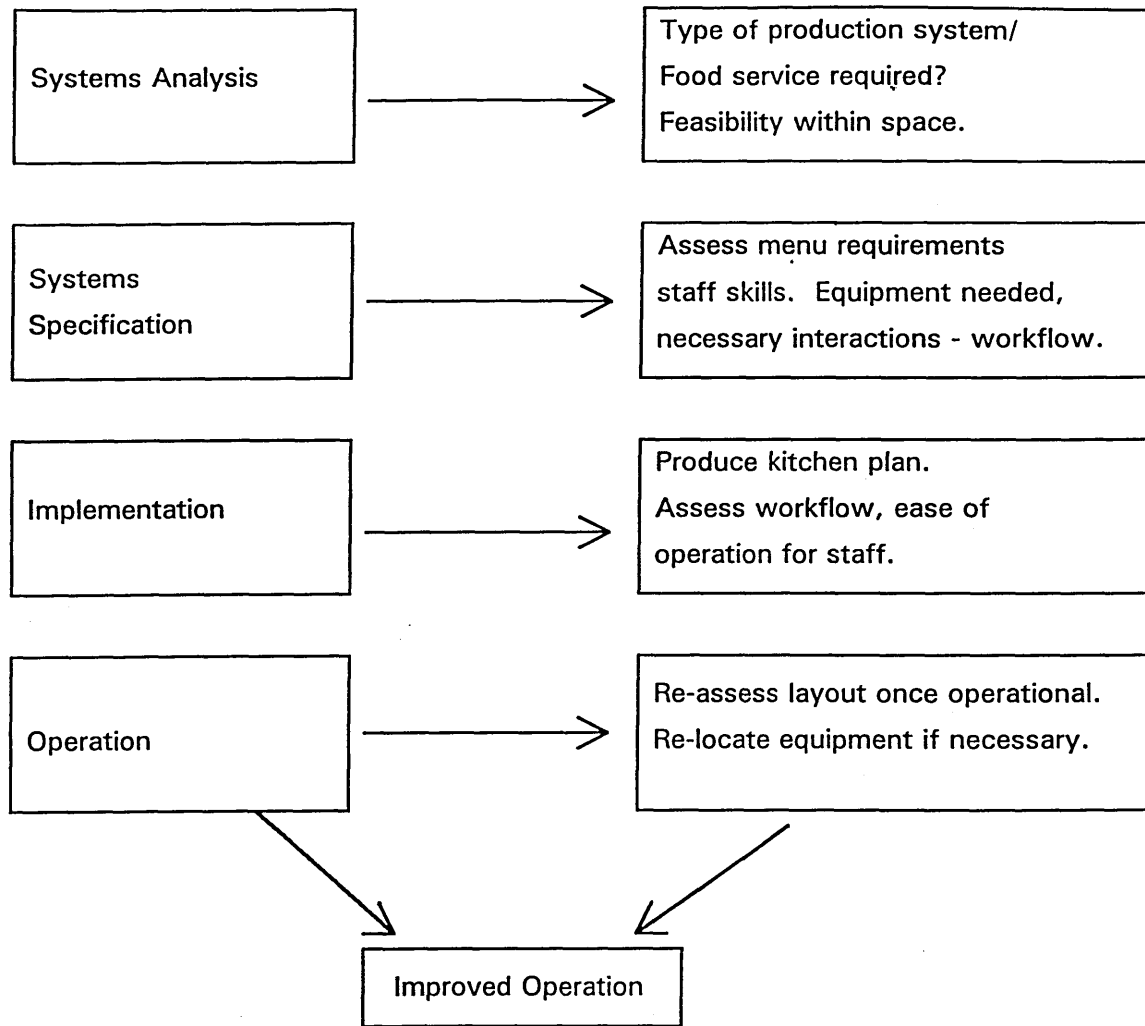 Systems Analysis
Type of production system/
Food service required?
Feasibility within space.
Systems
Specification
Assess menu requirements
staff skills. Equipment needed,
necessary interactions - workflow.
Implementation
Produce kitchen plan.
Assess workflow, ease of
operation for staff.
Operation
Re-assess layout once operational.
Re-locate equipment if necessary.
Improved Operation